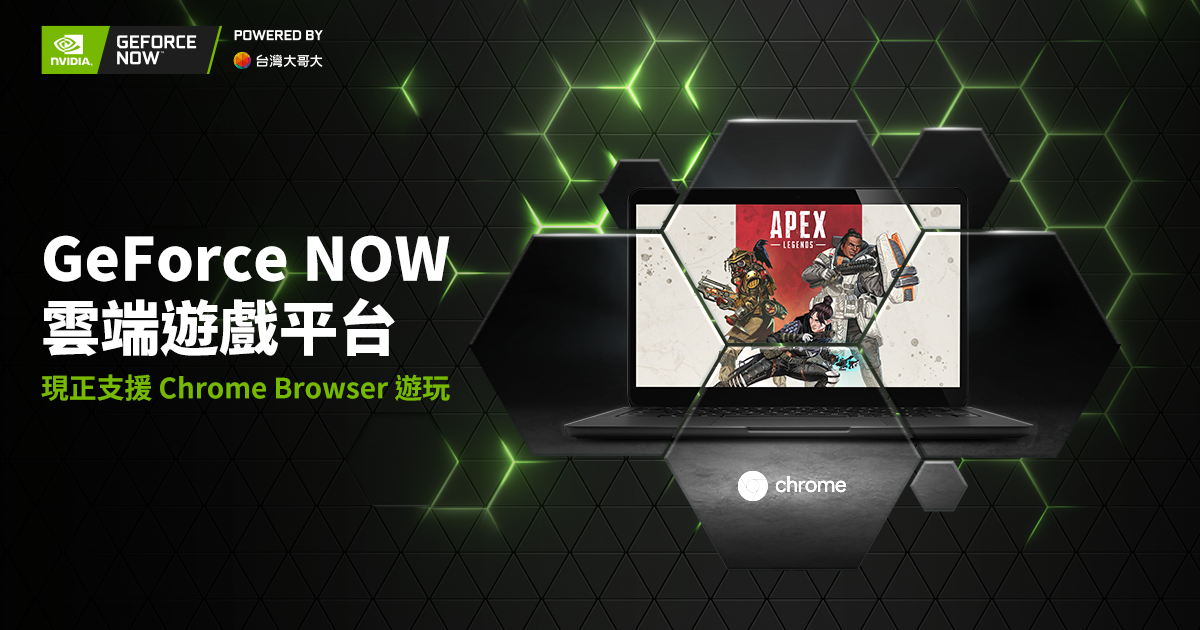 NVIDIA.
GEFORCE
NOW
POWERED BY
台灣大哥大
GeForce NOW
雲端遊戲平台
現正支援 Chrome Browser 遊玩
APEX
LEGENDS
chrome